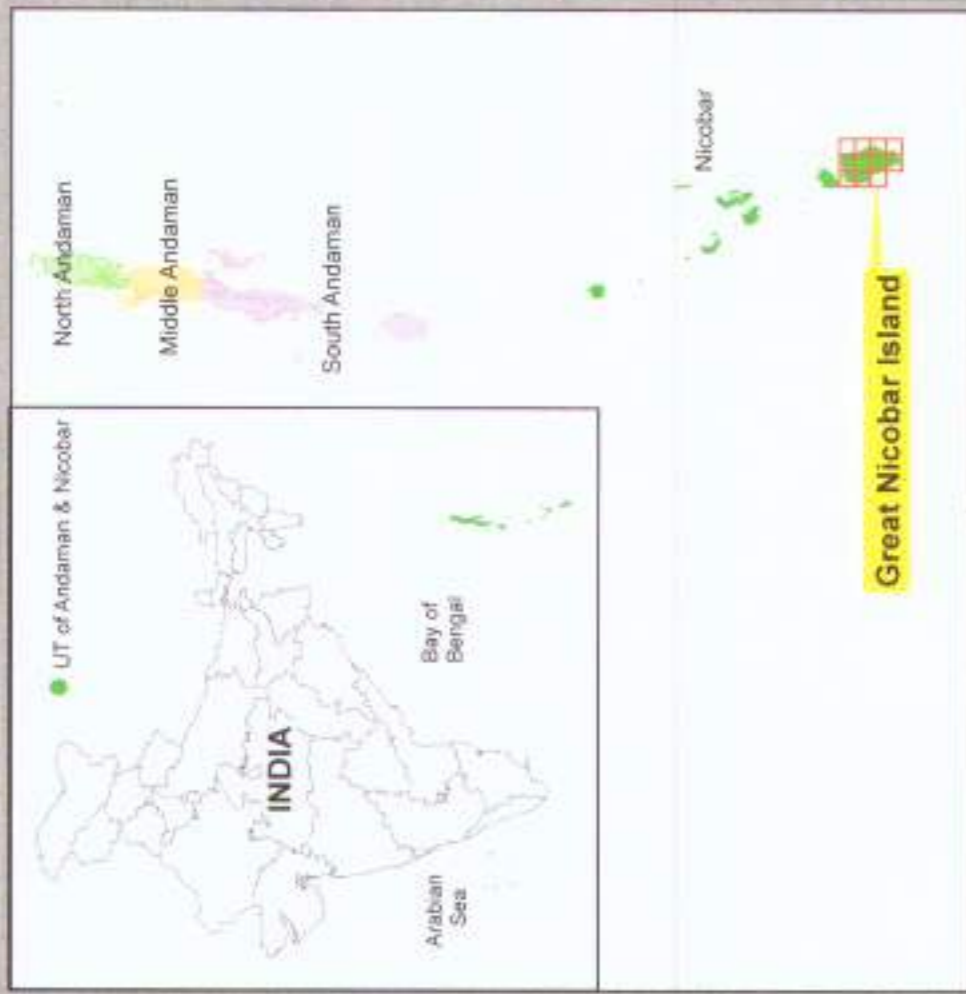 UT of Andaman & Nicobar
INDIA
Arabian
Sea
Bay of
Bengal
North Andaman
Middle Andaman
South Andaman
Nicobar
Great Nicobar Island